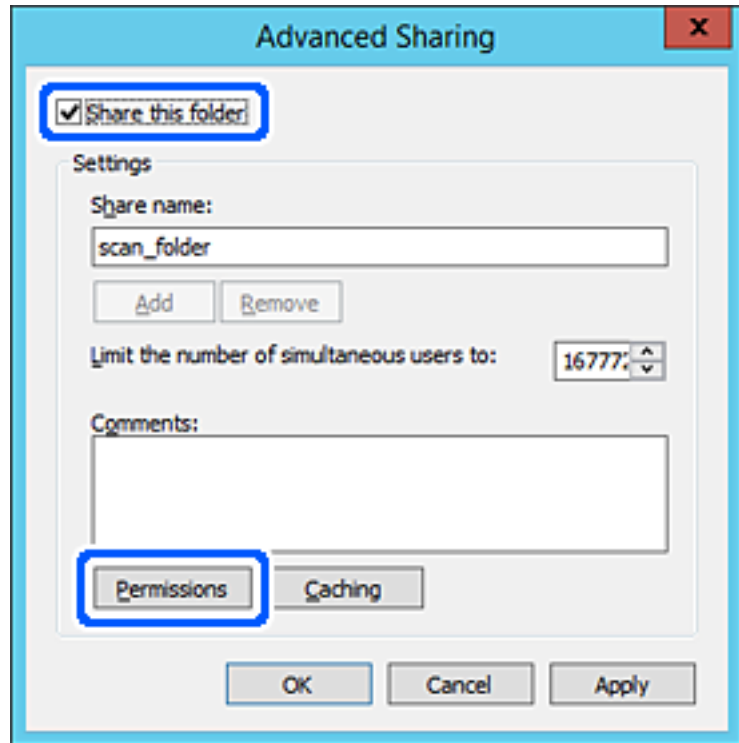 Advanced Sharing
x
Share this folder
Settings
Share name:
scan_folder
Add Remove
Limit the number of simultaneous users to:
16777
Comments:
Permissions Caching
OK Cancel Apply